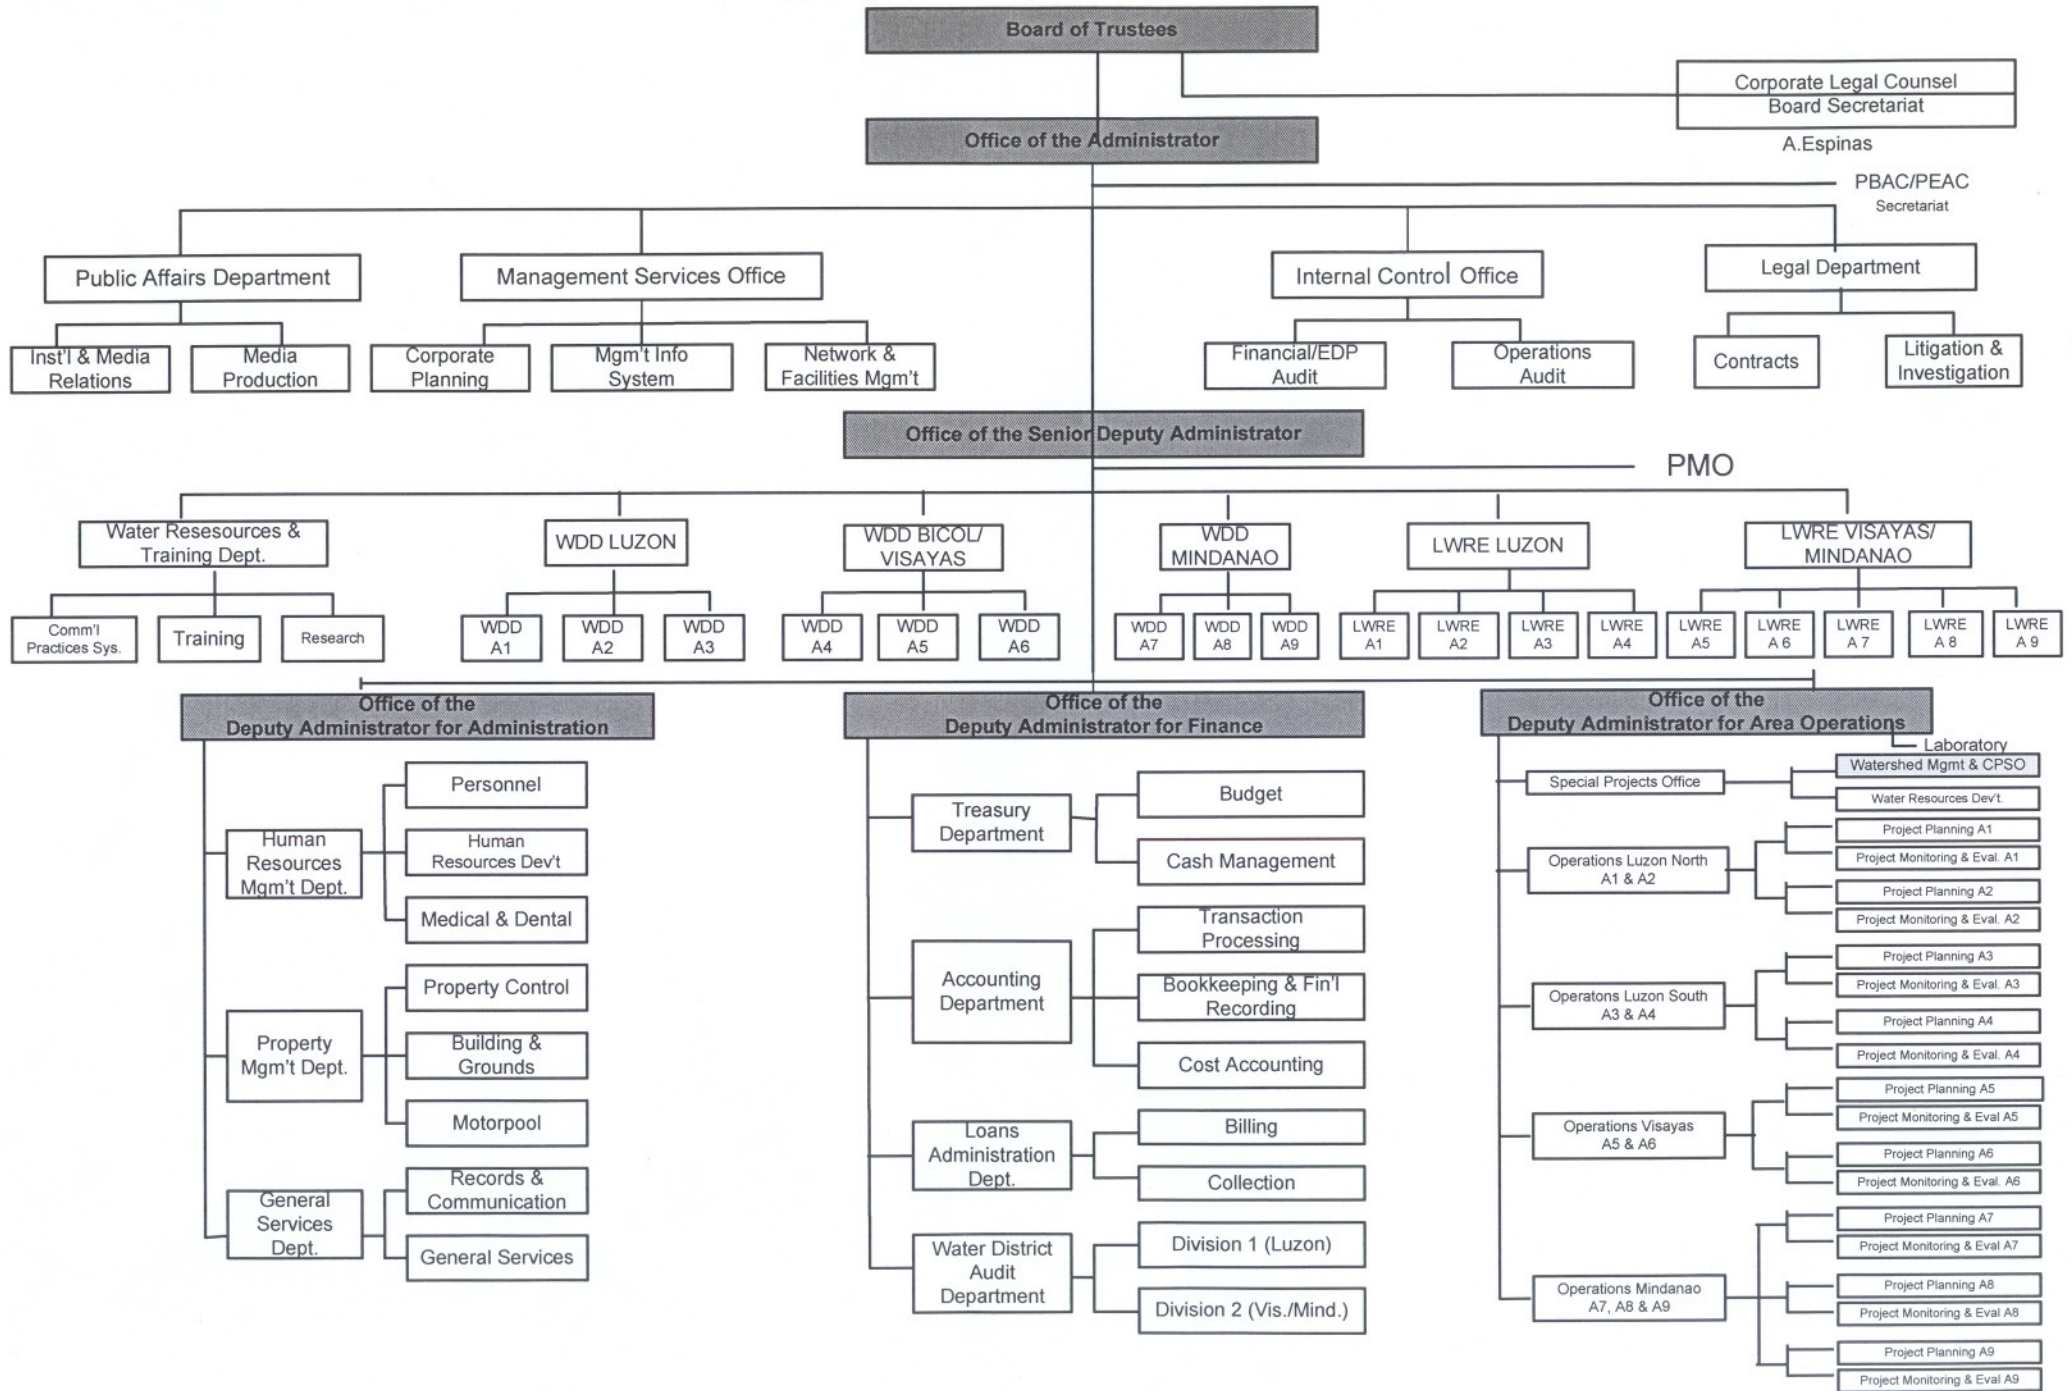 Board of Trustees
Corporate Legal Counsel
Board Secretariat
A.Espinas
Office of the Administrator
PBAC/PEAC
Secretariat
Public Affairs Department
Management Services Office
Internal Control Office
Legal Department
Inst'l & Media
Relations
Media
Production
Corporate
Planning
Mgm't Info
System
Network &
Facilities Mgm't
Financial/EDP
Audit
Operations
Audit
Contracts
Litigation &
Investigation
Office of the Senior Deputy Administrator
PMO
Water Resesources &
Training Dept.
WDD LUZON
WDD BICOL/
VISAYAS
WDD
MINDANAO
LWRE LUZON
LWRE VISAYAS/
MINDANAO
Comm'l
Practices Sys.
Training
Research
WDD
A1
WDD
A2
WDD
A3
WDD
A4
WDD
A5
WDD
A6
WDD
A7
WDD
A8
WDD
A9
LWRE
A1
LWRE
A2
LWRE
A3
LWRE
A4
LWRE
A5
LWRE
A 6
LWRE
A 7
LWRE
A 8
LWRE
A 9
Office of the
Deputy Administrator for Administration
Human
Resources
Mgm't Dept.
Personnel
Human
Resources Dev't
Medical & Dental
Property
Mgm't Dept.
Property Control
Building &
Grounds
Motorpool
General
Services
Dept.
Records &
Communication
General Services
Office of the
Deputy Administrator for Finance
Treasury
Department
Budget
Cash Management
Accounting
Department
Transaction
Processing
Bookkeeping & Fin'l
Recording
Cost Accounting
Loans
Administration
Dept.
Billing
Collection
Water District
Audit
Department
Division 1 (Luzon)
Division 2 (Vis./Mind.)
Office of the
Deputy Administrator for Area Operations
Laboratory
Special Projects Office
Watershed Mgmt & CPSO
Water Resources Dev't.
Operations Luzon North
A1 & A2
Project Planning A1
Project Monitoring & Eval. A1
Project Planning A2
Project Monitoring & Eval. A2
Operatons Luzon South
A3 & A4
Project Planning A3
Project Monitoring & Eval. A3
Project Planning A4
Project Monitoring & Eval. A4
Operations Visayas
A5 & A6
Project Planning A5
Project Monitoring & Eval A5
Project Planning A6
Project Monitoring & Eval. A6
Operations Mindanao
A7, A8 & A9
Project Planning A7
Project Monitoring & Eval A7
Project Planning A8
Project Monitoring & Eval A8
Project Planning A9
Project Monitoring & Eval A9